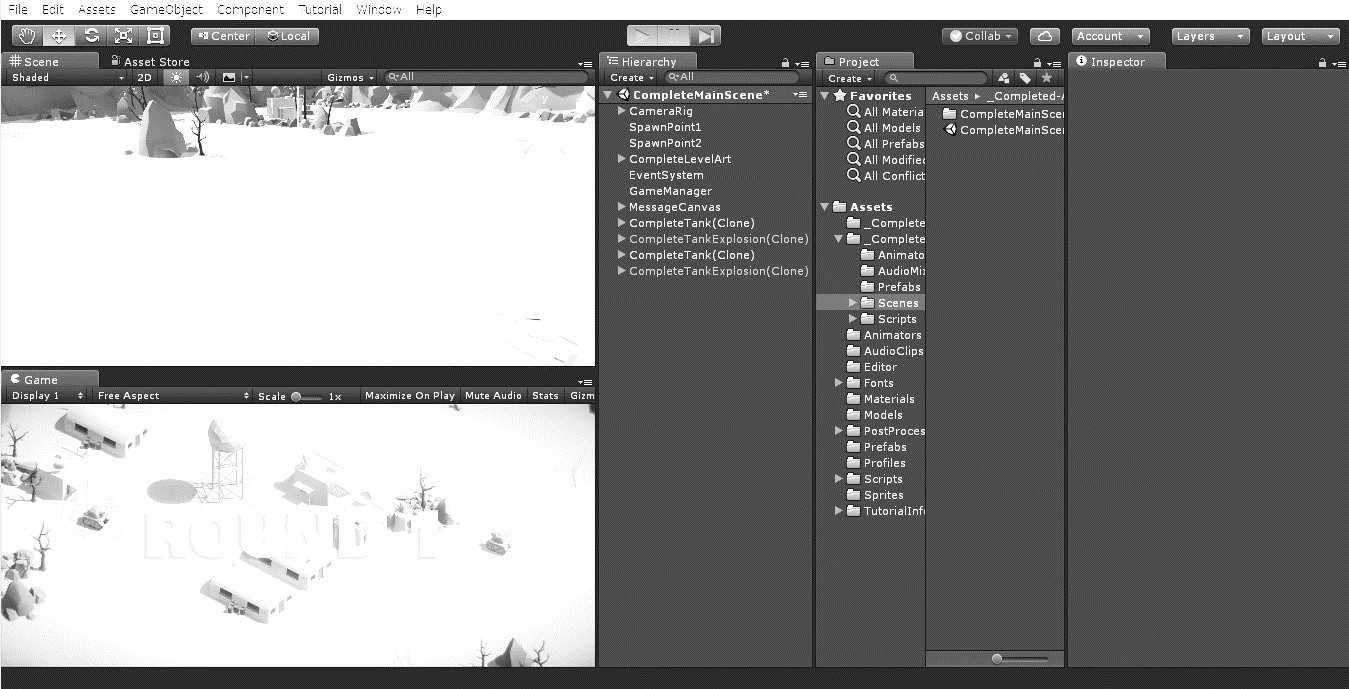 File Edit Assets GameObject Component Tutorial Window Help
Center Local Collab Account Layers Layout
Scene Asset Store
Shaded 2D Gizmos All
Game
Display 1 Free Aspect Scale 1x Maximize On Play Mute Audio Stats Gizm
ROUND 1
Hierarchy
Create All
CompleteMainScene*
CameraRig
SpawnPoint1
SpawnPoint2
CompleteLevelArt
EventSystem
GameManager
MessageCanvas
CompleteTank(Clone)
CompleteTankExplosion(Clone)
CompleteTank(Clone)
CompleteTankExplosion(Clone)
Project
Create
Favorites
All Materia
All Models
All Prefabs
All Modified
All Conflict
Assets
_Complete
_Complete
Animato
AudioMix
Prefabs
Scenes
Scripts
Animators
AudioClips
Editor
Fonts
Materials
Models
PostProces
Prefabs
Profiles
Scripts
Sprites
TutorialInfo
Assets _Completed-A
CompleteMainScen
CompleteMainScen
Inspector